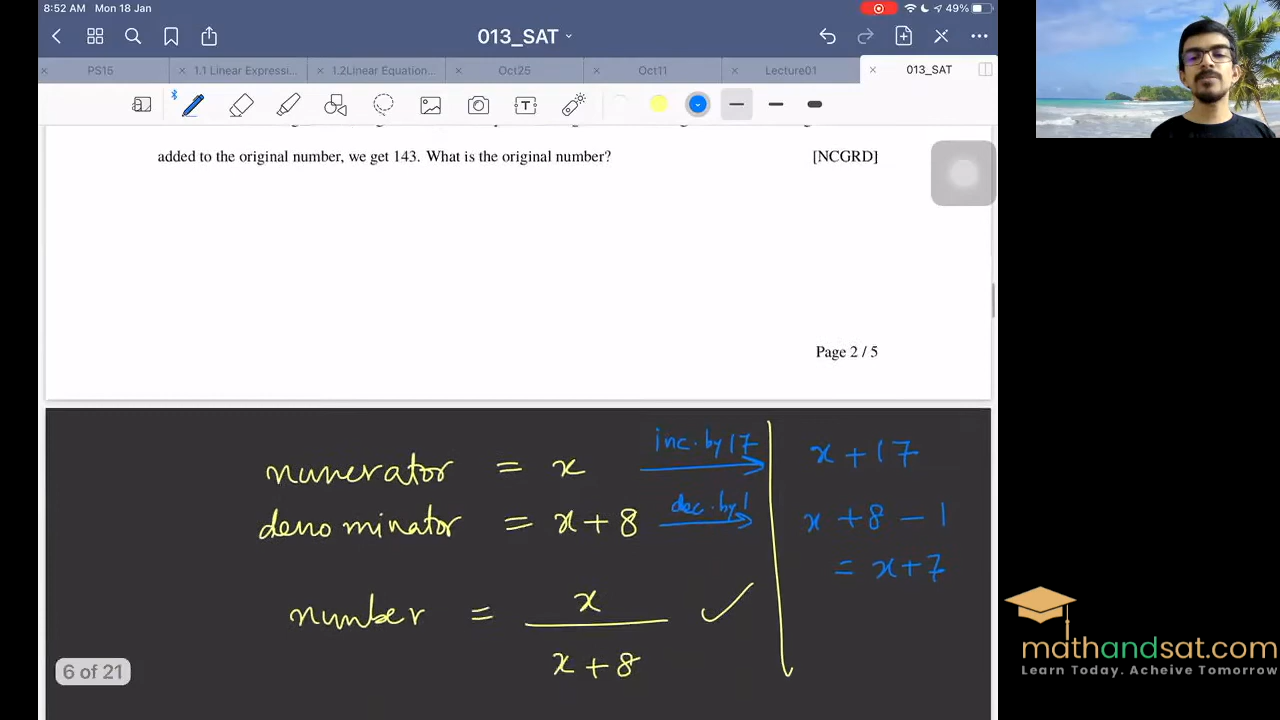 8:52 AM Mon 18 Jan
49%
013_SAT
PS15
1.1 Linear Expressi...
1.2Linear Equation...
Oct25
Oct11
Lecture01
013_SAT
added to the original number, we get 143. What is the original number? [NCGRD]
Page 2 / 5
numerator = x inc. by 17 x + 17
denominator = x + 8 dec. by 1 x + 8 - 1
= x + 7
number = x / x + 8 ✓
6 of 21
mathandsat.com
Learn Today. Acheive Tomorrow